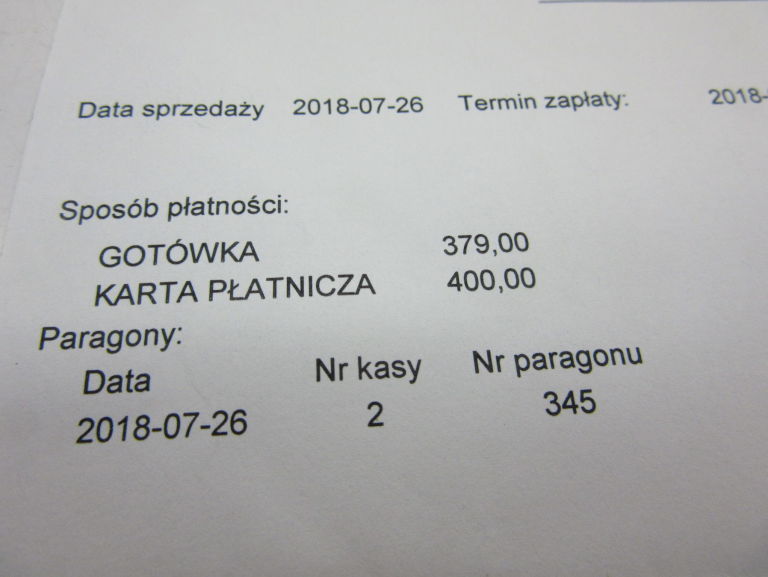 Data sprzedaży 2018-07-26 Termin zapłaty: 2018-
Sposób płatności:
GOTÓWKA 379,00
KARTA PŁATNICZA 400,00
Paragony:
Data Nr kasy Nr paragonu
2018-07-26 2 345